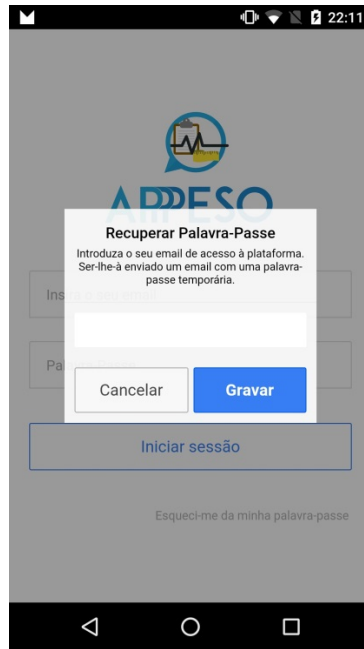 22:11
APPESO
Recuperar Palavra-Passe
Introduza o seu email de acesso à plataforma.
Ser-lhe-à enviado um email com uma palavra-
passe temporária.
Cancelar
Gravar
Iniciar sessão
Esqueci-me da minha palavra-passe